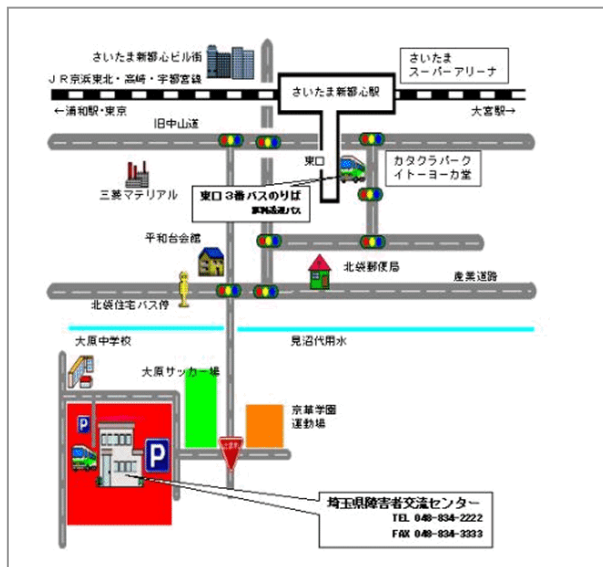 さいたま新都心ビル街
さいたま
スーパーアリーナ
JR京浜東北・高崎・宇都宮線
さいたま新都心駅
←浦和駅・東京
大宮駅→
旧中山道
東口
カタクラパーク
イトーヨーカ堂
三菱マテリアル
東口3番バスのりば
平和台会館
北袋郵便局
産業道路
北袋住宅バス停
大原中学校
見沼代用水
大原サッカー場
京華学園
運動場
P
P
埼玉県障害者交流センター
TEL 048-834-2222
FAX 048-834-3333